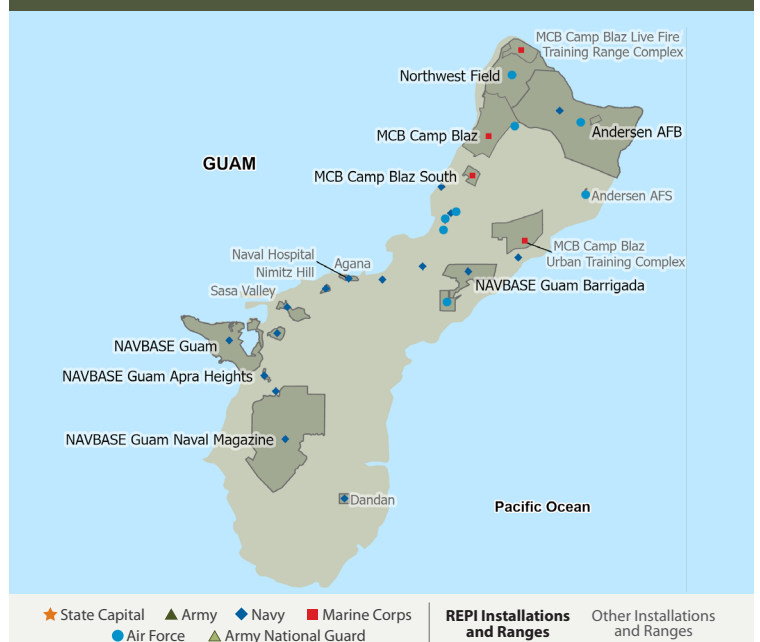 MCB Camp Blaz Live Fire
Training Range Complex
Northwest Field
MCB Camp Blaz
Andersen AFB
GUAM
MCB Camp Blaz South
Andersen AFS
MCB Camp Blaz
Urban Training Complex
Naval Hospital
Nimitz Hill
Agana
Sasa Valley
NAVBASE Guam Barrigada
NAVBASE Guam
NAVBASE Guam Apra Heights
NAVBASE Guam Naval Magazine
Dandan
Pacific Ocean
State Capital
Army
Navy
Marine Corps
Air Force
Army National Guard
REPI Installations
and Ranges
Other Installations
and Ranges